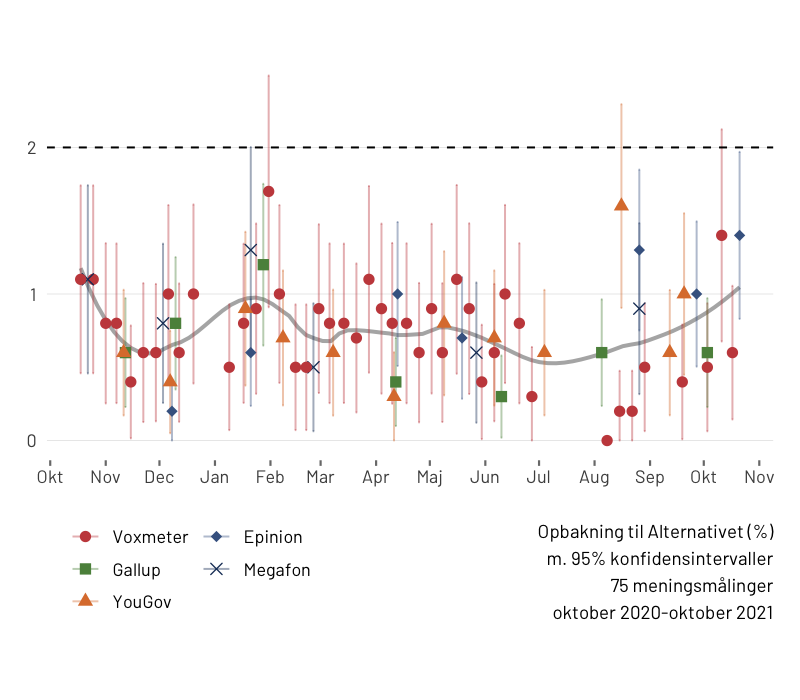 2
1
0
Okt Nov Dec Jan Feb Mar Apr Maj Jun Jul Aug Sep Okt Nov
Voxmeter Epinion
Gallup Megafon
YouGov
Opbakning til Alternativet (%)
m. 95% konfidensintervaller
75 meningsmålinger
oktober 2020-oktober 2021